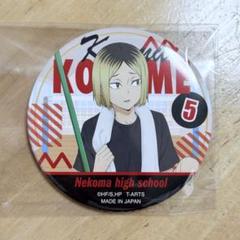 KOZUME
5
Nekoma high school
©HF/S,HP T-ARTS
MADE IN JAPAN